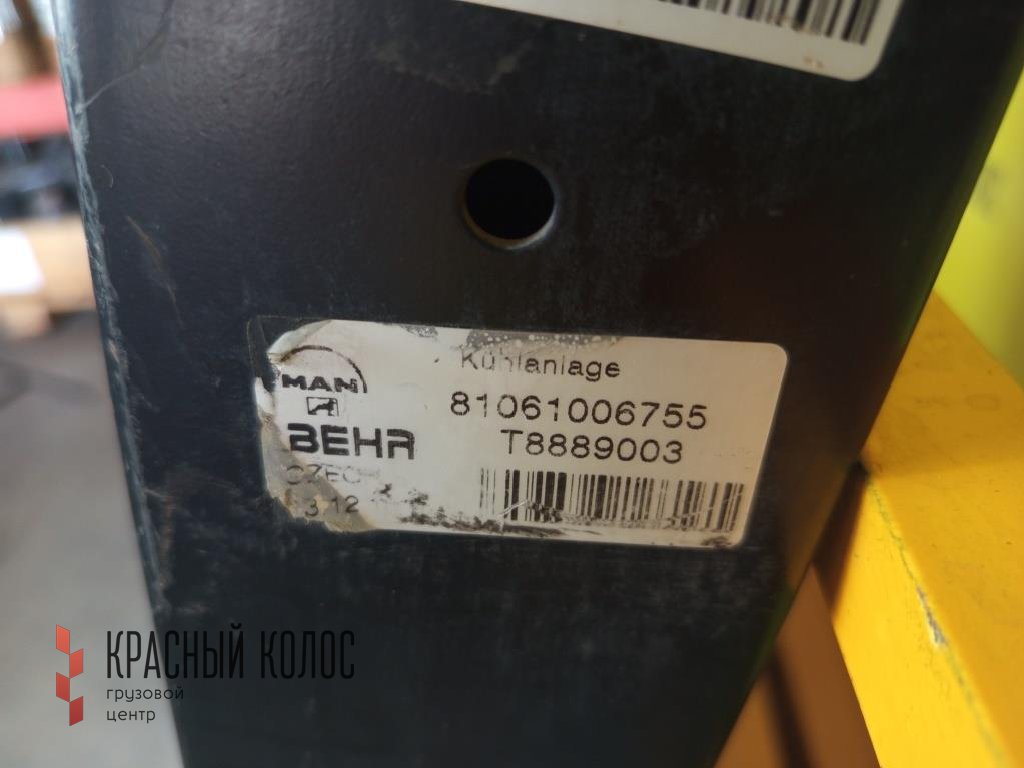 Kühlanlage
MAN
81061006755
BEHR
T8889003
КРАСНЫЙ КОЛОС
грузовой
центр